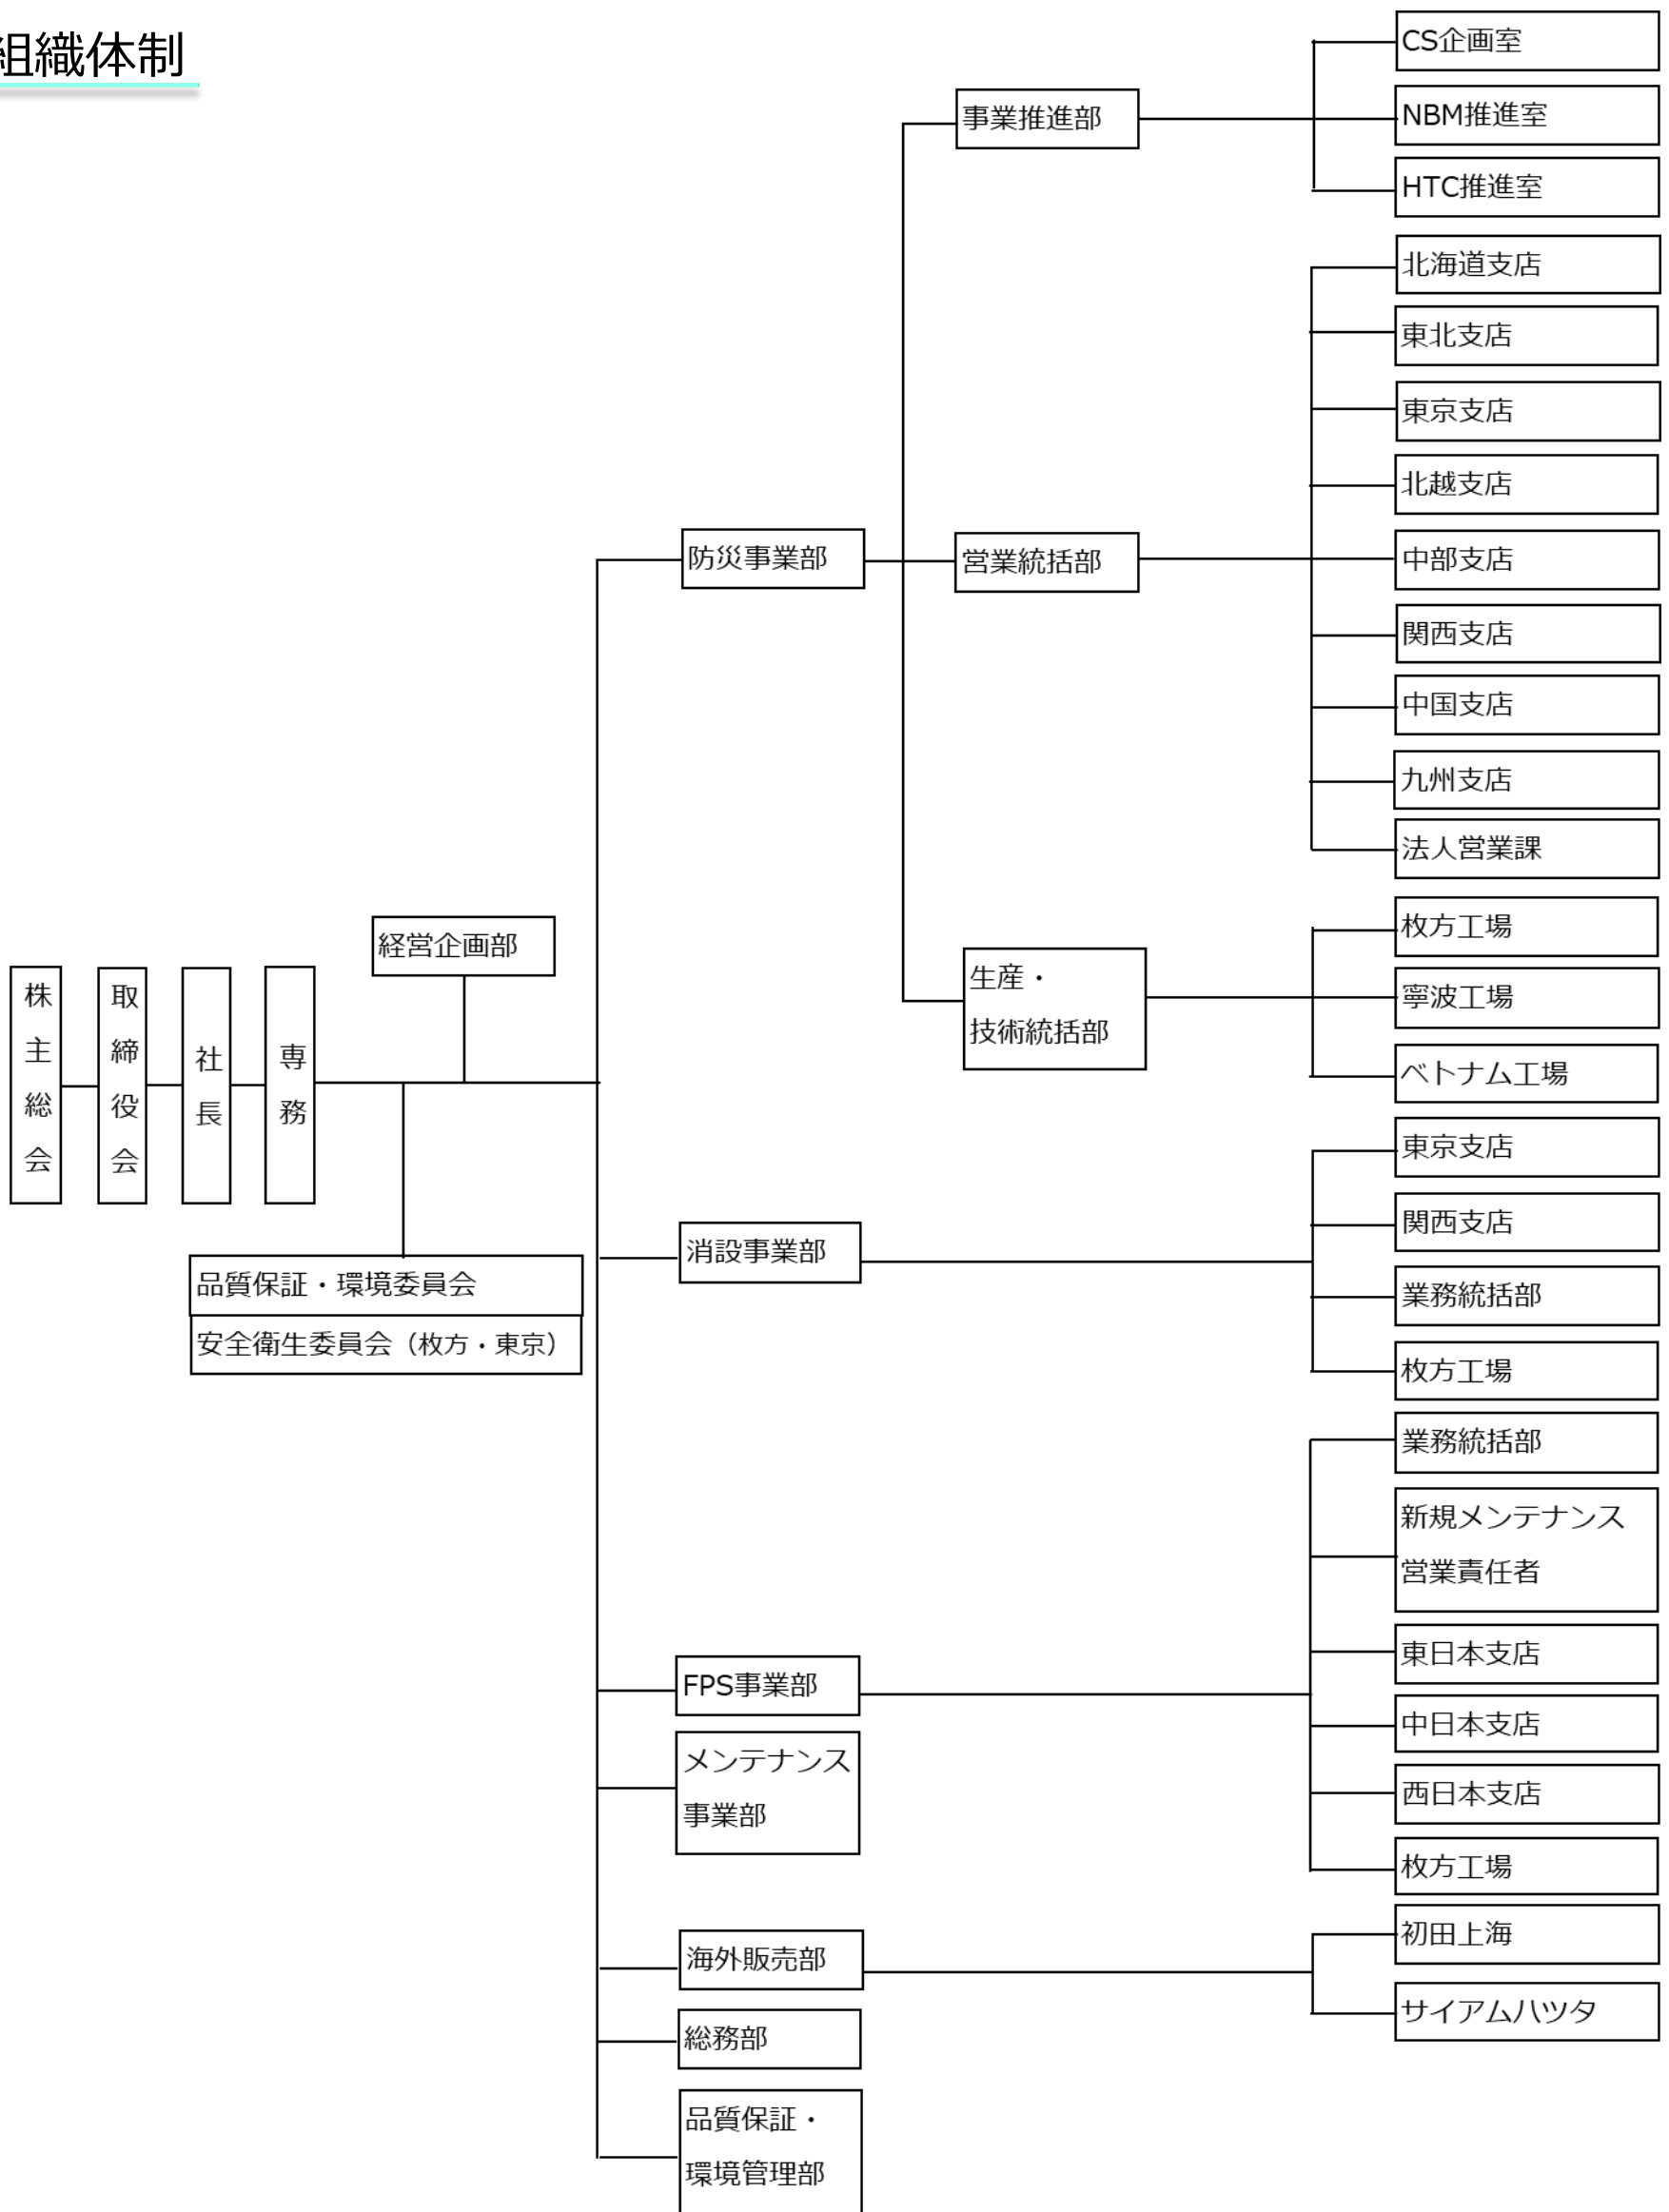 組織体制
株主総会
取締役会
社長
専務
経営企画部
品質保証・環境委員会
安全衛生委員会（枚方・東京）
防災事業部
事業推進部
CS企画室
NBM推進室
HTC推進室
営業統括部
北海道支店
東北支店
東京支店
北越支店
中部支店
関西支店
中国支店
九州支店
法人営業課
生産・
技術統括部
枚方工場
寧波工場
ベトナム工場
消設事業部
東京支店
関西支店
業務統括部
枚方工場
FPS事業部
業務統括部
新規メンテナンス
営業責任者
東日本支店
中日本支店
西日本支店
枚方工場
メンテナンス
事業部
海外販売部
初田上海
サイアムハツタ
総務部
品質保証・
環境管理部